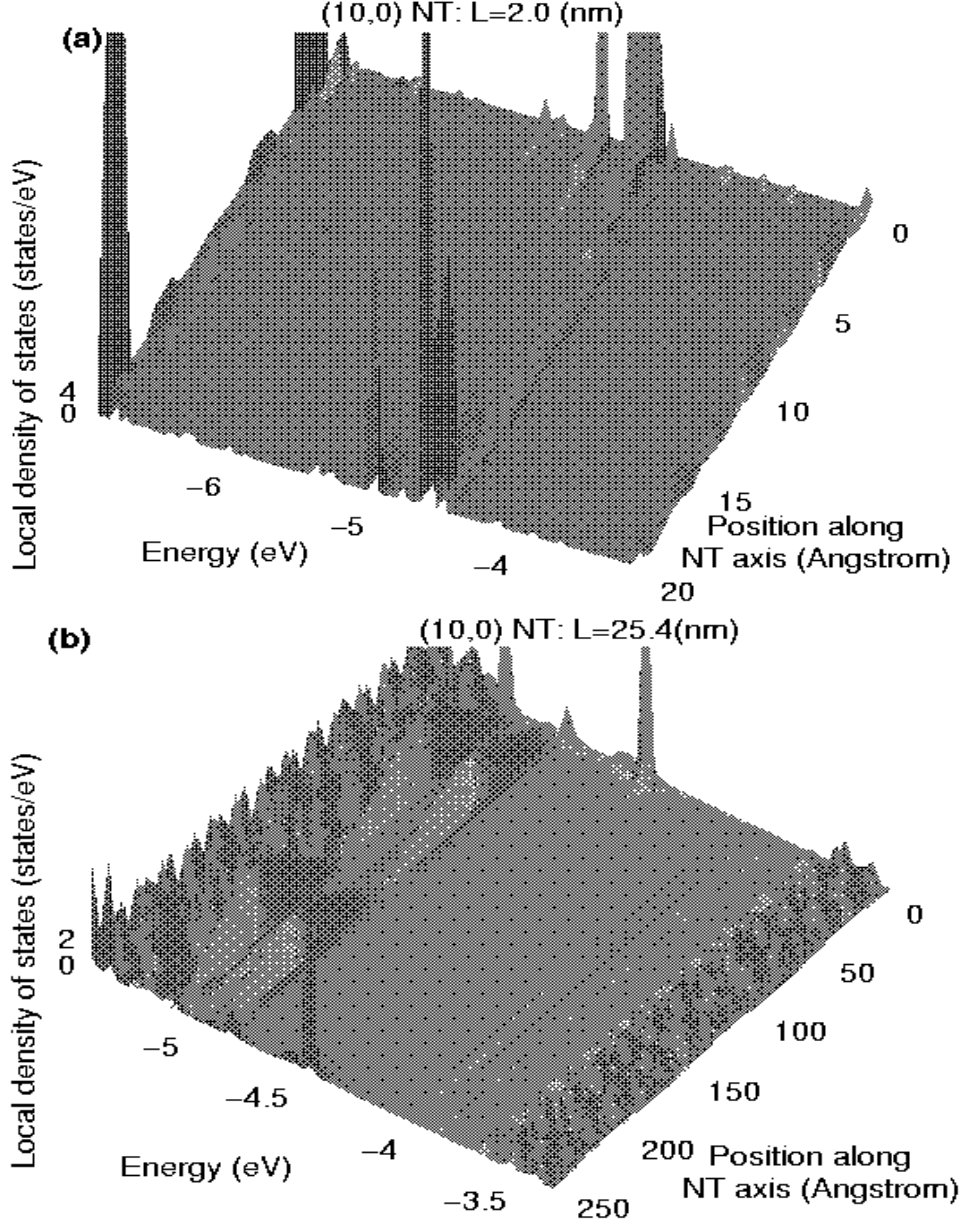 (10,0) NT: L=2.0 (nm)
(a)
Local density of states (states/eV)
4
0
−6
−5
−4
Energy (eV)
0
5
10
15
20
Position along
NT axis (Angstrom)
(10,0) NT: L=25.4(nm)
(b)
Local density of states (states/eV)
2
0
−5
−4.5
−4
−3.5
Energy (eV)
0
50
100
150
200
250
Position along
NT axis (Angstrom)